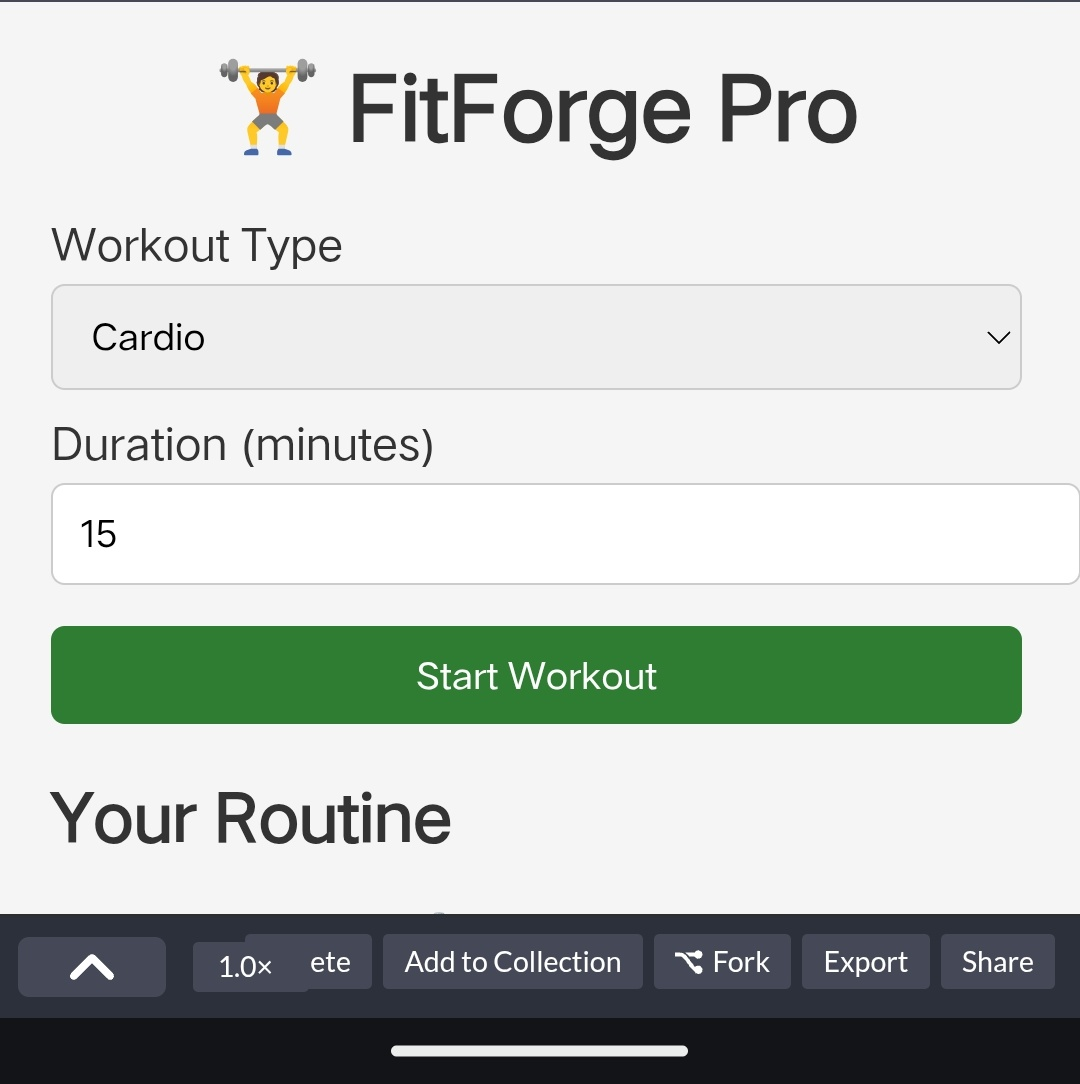 FitForge Pro
Workout Type
Cardio
Duration (minutes)
15
Start Workout
Your Routine
1.0× ete Add to Collection Fork Export Share